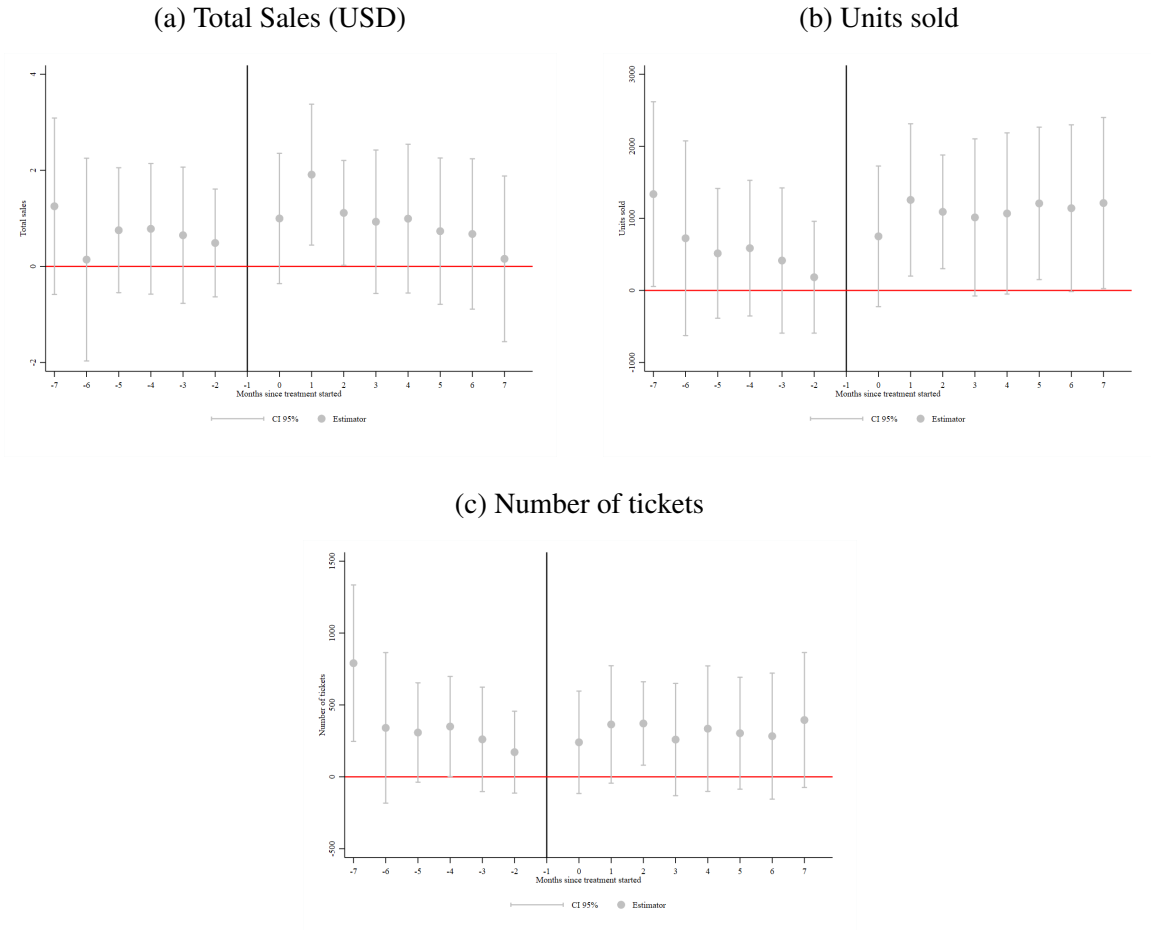 (a) Total Sales (USD)
4
2
0
-2
Total sales
-7 -6 -5 -4 -3 -2 -1 0 1 2 3 4 5 6 7
Months since treatment started
CI 95% Estimator
(b) Units sold
3000
2000
1000
0
-1000
Units sold
-7 -6 -5 -4 -3 -2 -1 0 1 2 3 4 5 6 7
Months since treatment started
CI 95% Estimator
(c) Number of tickets
1500
1000
500
0
-500
Number of tickets
-7 -6 -5 -4 -3 -2 -1 0 1 2 3 4 5 6 7
Months since treatment started
CI 95% Estimator